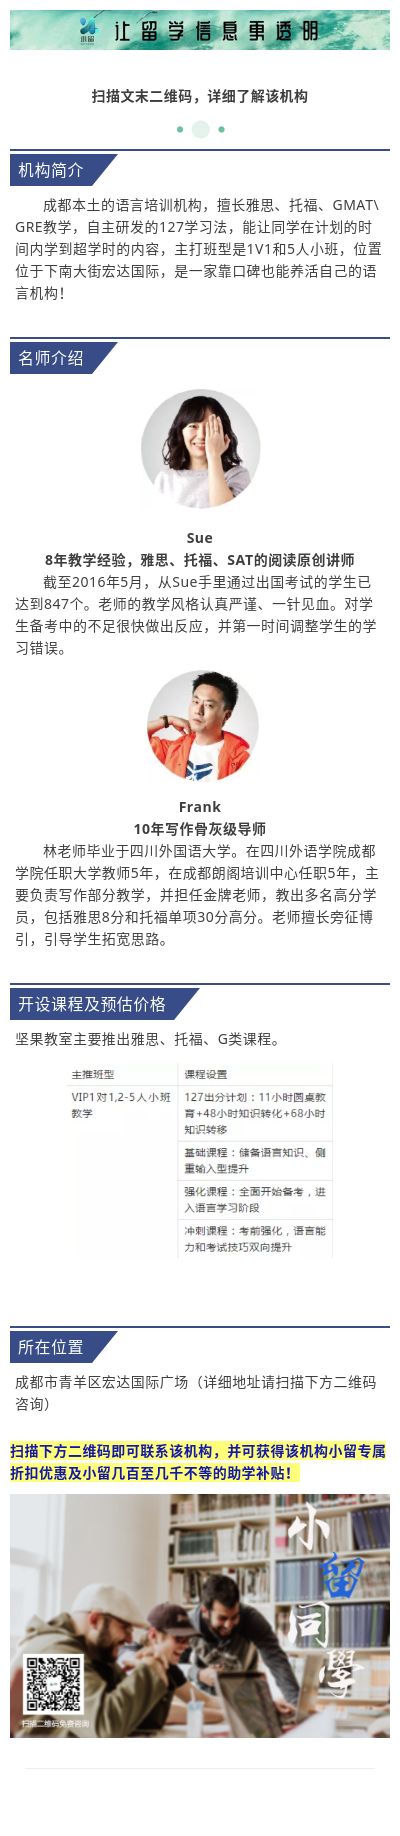 小留
让留学信息更透明
扫描文末二维码，详细了解该机构
机构简介
成都本土的语言培训机构，擅长雅思、托福、GMAT\
GRE教学，自主研发的127学习法，能让同学在计划的时
间内学到超学时的内容，主打班型是1V1和5人小班，位置
位于下南大街宏达国际，是一家靠口碑也能养活自己的语
言机构！
名师介绍
Sue
8年教学经验，雅思、托福、SAT的阅读原创讲师
截至2016年5月，从Sue手里通过出国考试的学生已
达到847个。老师的教学风格认真严谨、一针见血。对学
生备考中的不足很快做出反应，并第一时间调整学生的学
习错误。
Frank
10年写作骨灰级导师
林老师毕业于四川外国语大学。在四川外语学院成都
学院任职大学教师5年，在成都朗阁培训中心任职5年，主
要负责写作部分教学，并担任金牌老师，教出多名高分学
员，包括雅思8分和托福单项30分高分。老师擅长旁征博
引，引导学生拓宽思路。
开设课程及预估价格
坚果教室主要推出雅思、托福、G类课程。
主推班型 课程设置
VIP1对1,2-5人小班 127出分计划：11小时圆桌教
教学 育+48小时知识转化+68小时
知识转移
基础课程：储备语言知识、侧
重输入型提升
强化课程：全面开始备考，进
入语言学习阶段
冲刺课程：考前强化，语言能
力和考试技巧双向提升
所在位置
成都市青羊区宏达国际广场（详细地址请扫描下方二维码
咨询）
扫描下方二维码即可联系该机构，并可获得该机构小留专属
折扣优惠及小留几百至几千不等的助学补贴！
小留同學
扫描二维码免费咨询